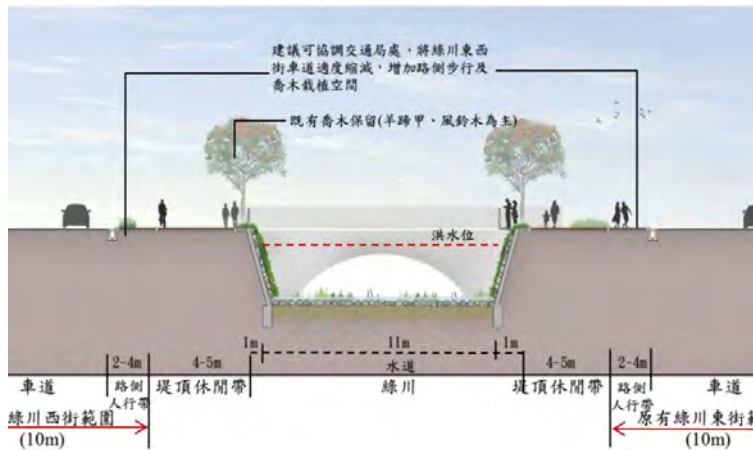 建議可協調交通局處，將綠川東西
街車道適度縮減，增加路側步行及
喬木栽植空間
既有喬木保留(羊蹄甲、風鈴木為主)
洪水位
2-4m
4-5m
1m
11m
1m
4-5m
2-4m
水道
車道
路側
人行帶
堤頂休閒帶
綠川
堤頂休閒帶
路側
人行帶
車道
綠川西街範圍
(10m)
原有綠川東街範
(10m)